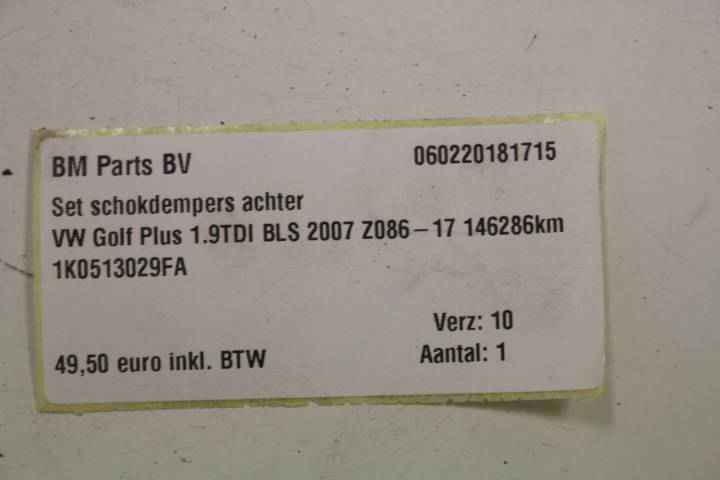 BM Parts BV 060220181715
Set schokdempers achter
VW Golf Plus 1.9TDI BLS 2007 Z086-17 146286km
1K0513029FA
Verz: 10
49,50 euro inkl. BTW Aantal: 1